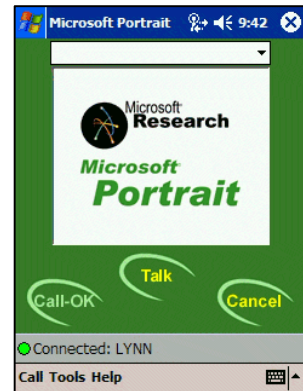 Microsoft Portrait 9:42
Microsoft
Research
Microsoft
Portrait
Talk
Call-OK
Cancel
Connected: LYNN
Call Tools Help